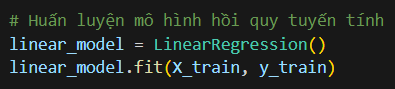 # Huấn luyện mô hình hồi quy tuyến tính
linear_model = LinearRegression()
linear_model.fit(X_train, y_train)